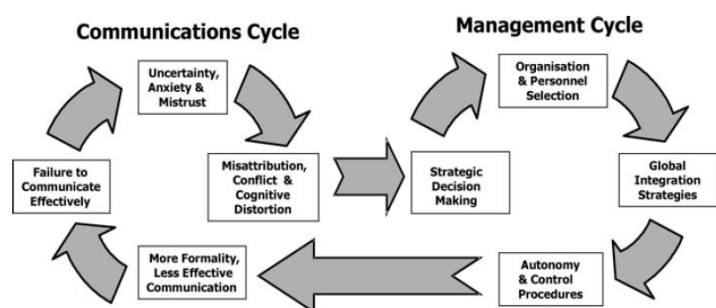 Communications Cycle
Management Cycle
Uncertainty,
Anxiety &
Mistrust
Organisation
& Personnel
Selection
Failure to
Communicate
Effectively
Misattribution,
Conflict &
Cognitive
Distortion
Strategic
Decision
Making
Global
Integration
Strategies
More Formality,
Less Effective
Communication
Autonomy
& Control
Procedures